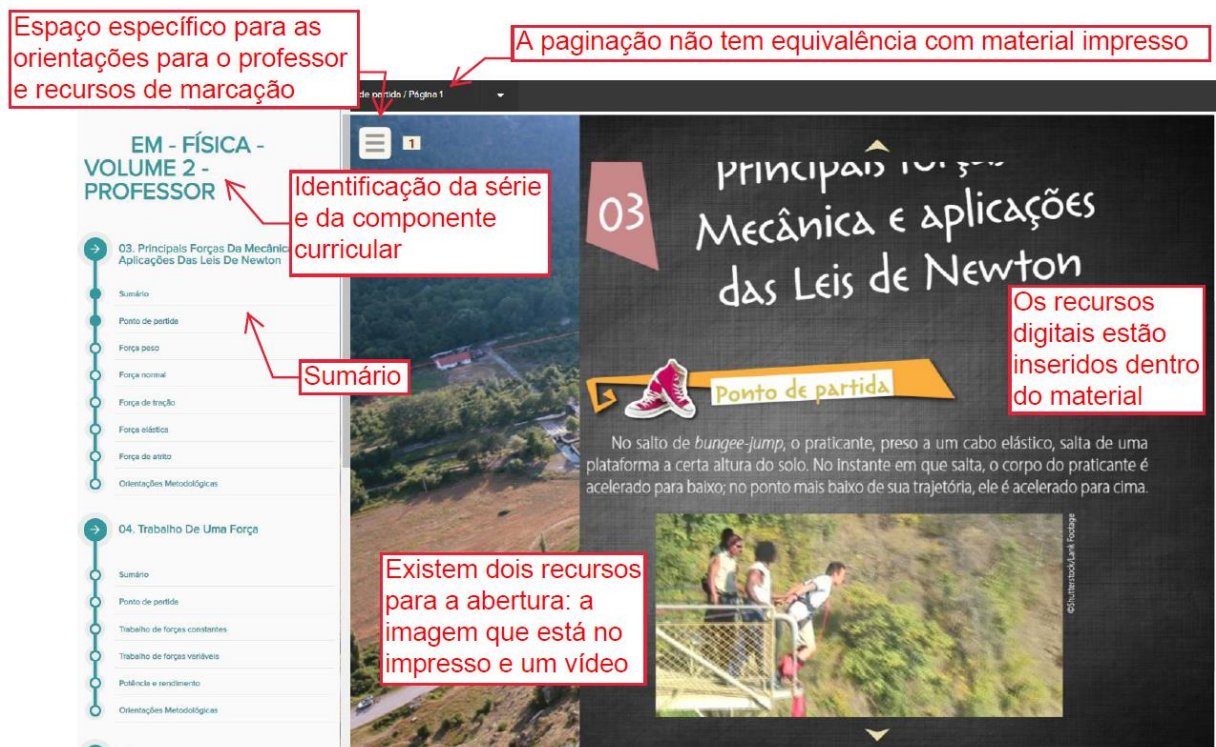 Espaço específico para as
orientações para o professor
e recursos de marcação
A paginação não tem equivalência com material impresso
de partida / Página 1
EM - FÍSICA -
VOLUME 2 -
PROFESSOR
Identificação da série
e da componente
curricular
03. Principais Forças Da Mecânica
Aplicações Das Leis De Newton
Sumário
Ponto de partida
Força peso
Força normal
Força de tração
Força elástica
Força de atrito
Orientações Metodológicas
Sumário
04. Trabalho De Uma Força
Sumário
Ponto de partida
Trabalho de forças constantes
Trabalho de forças variáveis
Potência e rendimento
Orientações Metodológicas
1
03
Principais forças
Mecânica e aplicações
das Leis de Newton
Os recursos
digitais estão
inseridos dentro
do material
Ponto de partida
No salto de bungee-jump, o praticante, preso a um cabo elástico, salta de uma
plataforma a certa altura do solo. No instante em que salta, o corpo do praticante é
acelerado para baixo; no ponto mais baixo de sua trajetória, ele é acelerado para cima.
Existem dois recursos
para a abertura: a
imagem que está no
impresso e um vídeo
©Shutterstock/Lank Footage